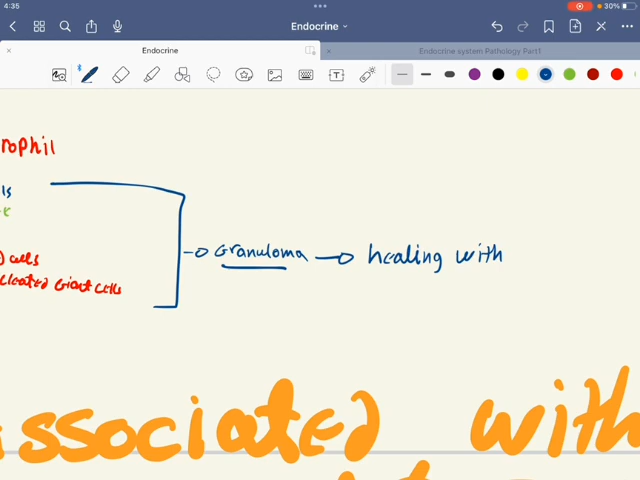 4:35
30%
Endocrine
Endocrine
Endocrine system Pathology Part1
rophil
ls
cells
cleated Giant cells
Granuloma
healing with
ssociated with